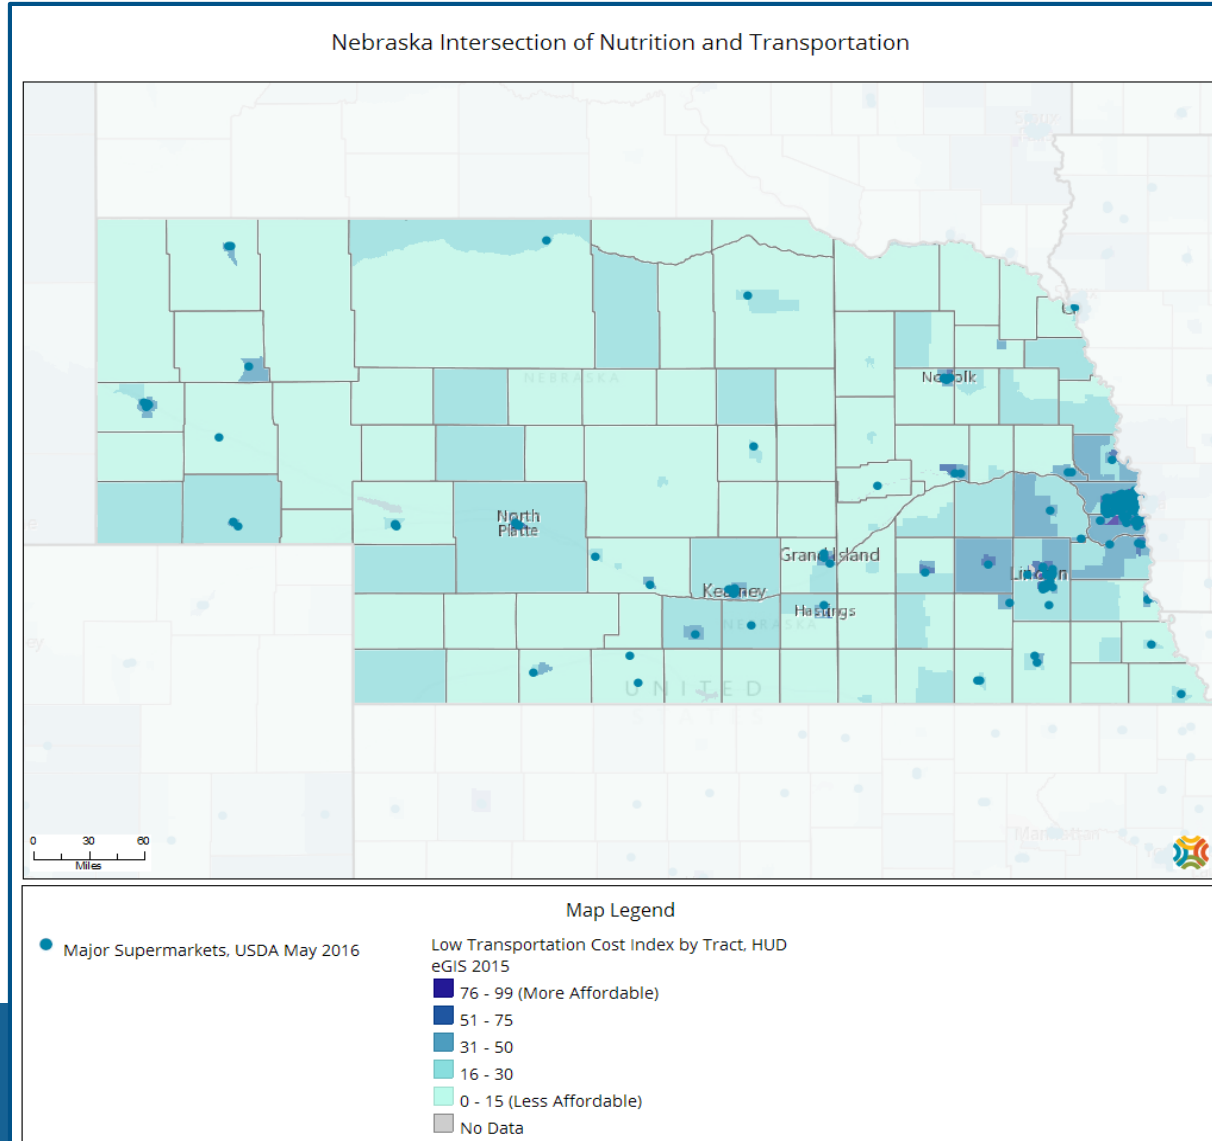 Nebraska Intersection of Nutrition and Transportation
NEBRASKA
Norfolk
North
Platte
Grand Island
Kearney
Lincoln
Hastings
NEBRASKA
UNITED
STATES
Manhattan
0 30 60
Miles
Map Legend
Major Supermarkets, USDA May 2016
Low Transportation Cost Index by Tract, HUD
eGIS 2015
76 - 99 (More Affordable)
51 - 75
31 - 50
16 - 30
0 - 15 (Less Affordable)
No Data